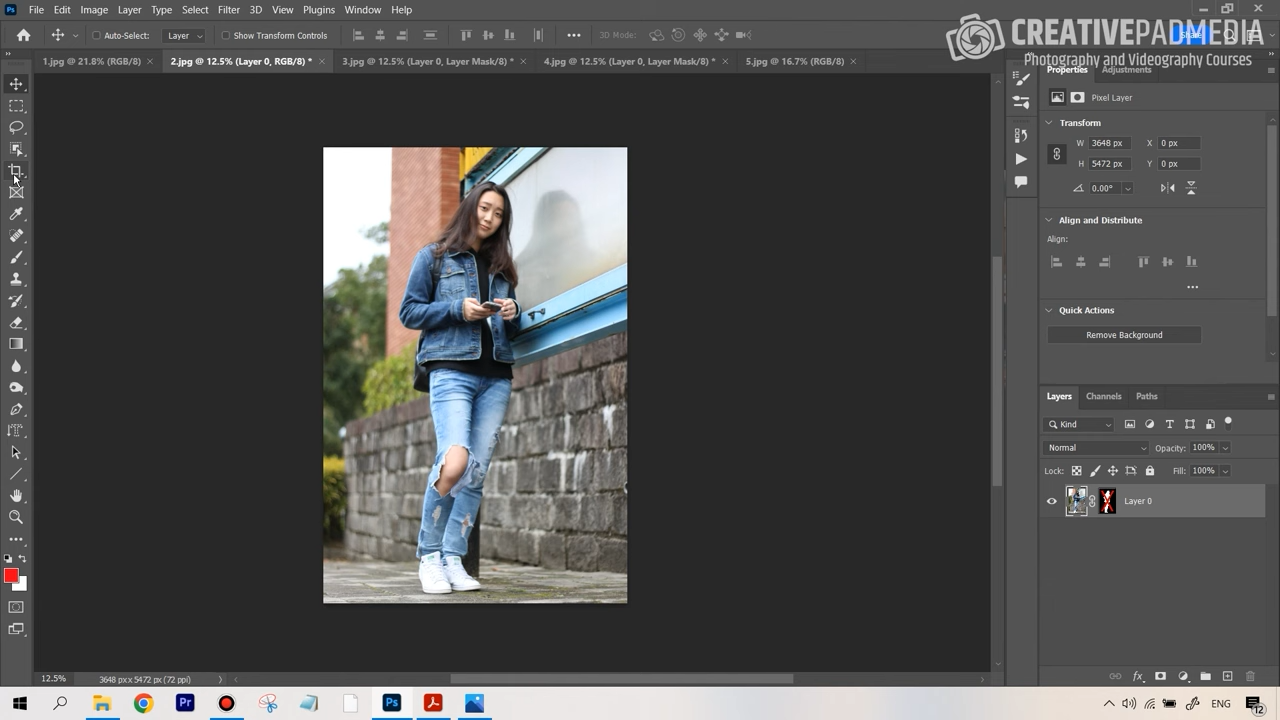 Ps File Edit Image Layer Type Select Filter 3D View Plugins Window Help
Auto-Select: Layer Show Transform Controls 3D Mode:
CREATIVEPADMEDIA
Share
Photography and Videography Courses
1.jpg @ 21.8% (RGB/8) 2.jpg @ 12.5% (Layer 0, RGB/8) * 3.jpg @ 12.5% (Layer 0, Layer Mask/8) * 4.jpg @ 12.5% (Layer 0, Layer Mask/8) * 5.jpg @ 16.7% (RGB/8)
Properties Adjustments
Pixel Layer
Transform
W 3648 px X 0 px
H 5472 px Y 0 px
0.00°
Align and Distribute
Align:
Quick Actions
Remove Background
Layers Channels Paths
Kind
Normal Opacity: 100%
Lock: Fill: 100%
Layer 0
12.5% 3648 px x 5472 px (72 ppi)
Pr Ps ENG 12